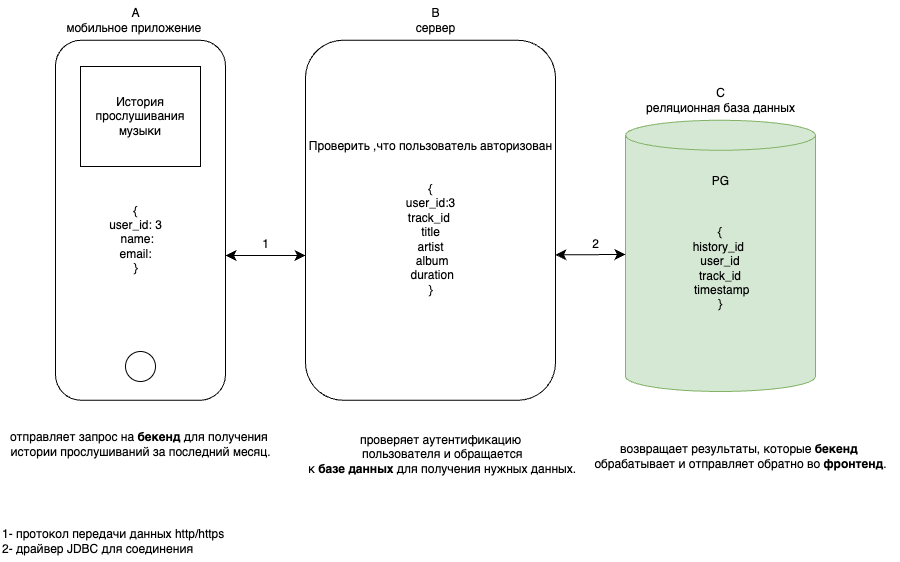 A
мобильное приложение
B
сервер
C
реляционная база данных
История
прослушивания
музыки
{
user_id: 3
name:
email:
}
1
Проверить ,что пользователь авторизован
{
user_id:3
track_id
title
artist
album
duration
}
2
PG
{
history_id
user_id
track_id
timestamp
}
отправляет запрос на бекенд для получения
истории прослушиваний за последний месяц.
проверяет аутентификацию
пользователя и обращается
к базе данных для получения нужных данных.
возвращает результаты, которые бекенд
обрабатывает и отправляет обратно во фронтенд.
1- протокол передачи данных http/https
2- драйвер JDBC для соединения